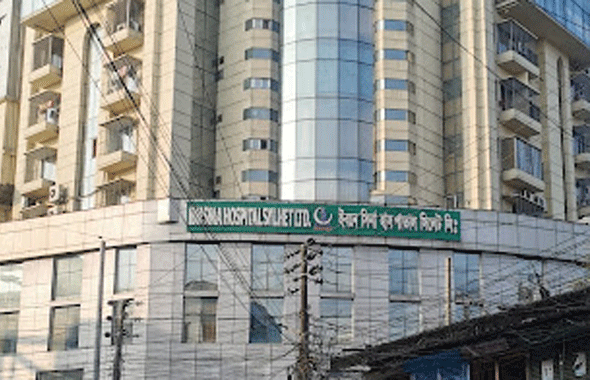 IBN SINA HOSPITAL SYLHET LTD. ইবনে সিনা হাসপাতাল সিলেট লিঃ